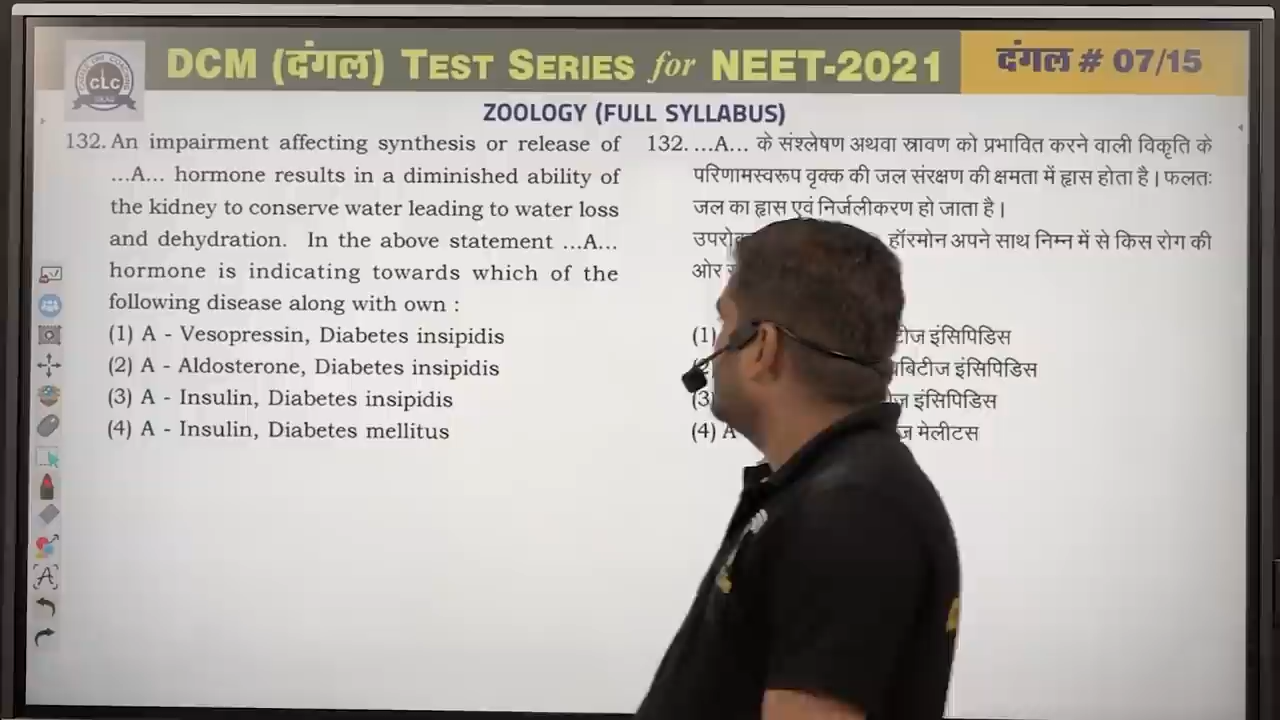 DCM (दंगल) TEST SERIES for NEET-2021
दंगल # 07/15
CLC
ZOOLOGY (FULL SYLLABUS)
132. An impairment affecting synthesis or release of
...A... hormone results in a diminished ability of
the kidney to conserve water leading to water loss
and dehydration. In the above statement ...A...
hormone is indicating towards which of the
following disease along with own :
(1) A - Vesopressin, Diabetes insipidis
(2) A - Aldosterone, Diabetes insipidis
(3) A - Insulin, Diabetes insipidis
(4) A - Insulin, Diabetes mellitus
132. ...A... के संश्लेषण अथवा स्रावण को प्रभावित करने वाली विकृति के
परिणामस्वरूप वृक्क की जल संरक्षण की क्षमता में ह्रास होता है। फलतः
जल का ह्रास एवं निर्जलीकरण हो जाता है।
हॉरमोन अपने साथ निम्न में से किस रोग की
ओर
(1) इंसिपिडिस
(2) इंसिपिडिस
(3) इंसिपिडिस
(4) A मेलीटस